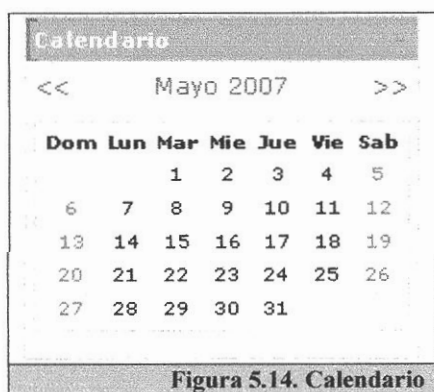 Calendario
<< Mayo 2007 >>
Dom Lun Mar Mie Jue Vie Sab
1 2 3 4 5
6 7 8 9 10 11 12
13 14 15 16 17 18 19
20 21 22 23 24 25 26
27 28 29 30 31
Figura 5.14. Calendario